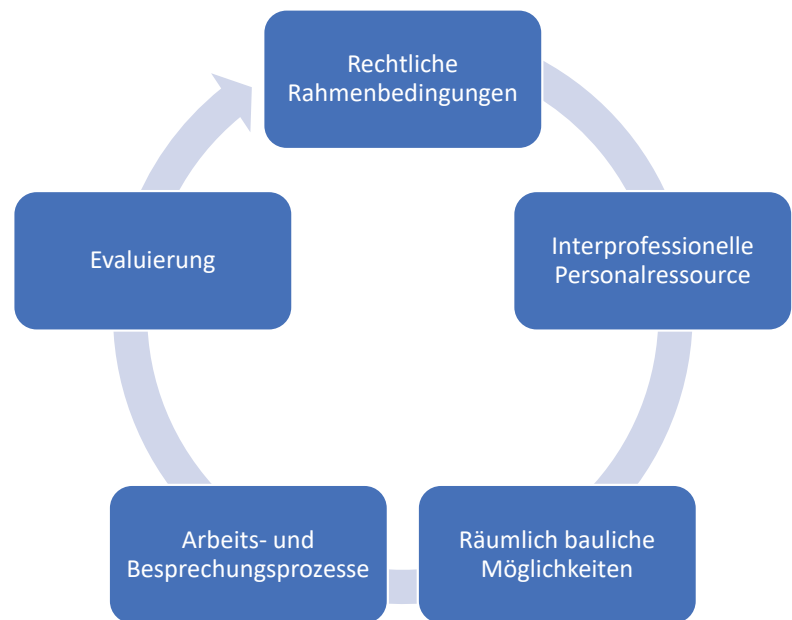 Rechtliche
Rahmenbedingungen
Interprofessionelle
Personalressource
Räumlich bauliche
Möglichkeiten
Arbeits- und
Besprechungsprozesse
Evaluierung